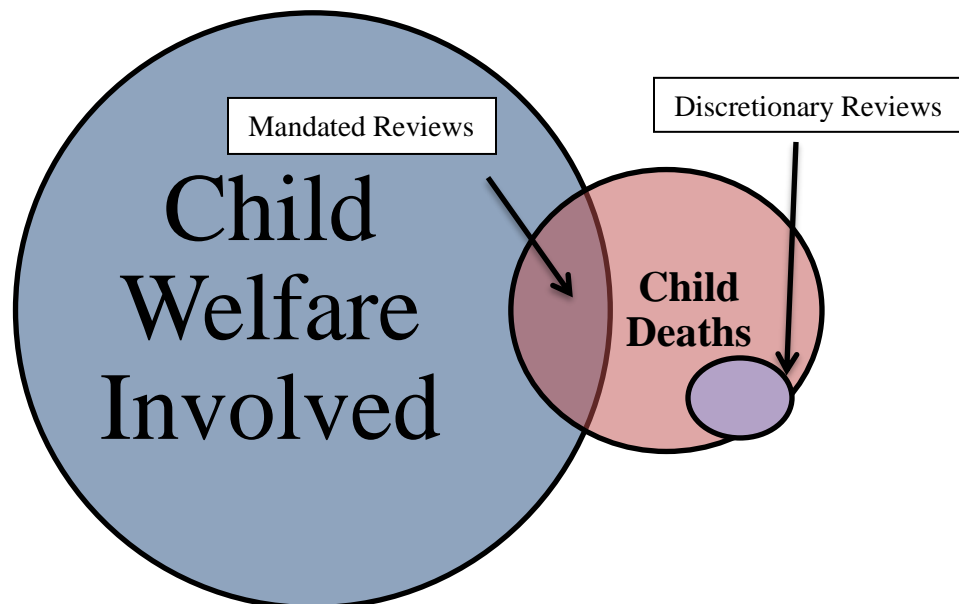 Mandated Reviews
Discretionary Reviews
Child
Welfare
Involved
Child
Deaths